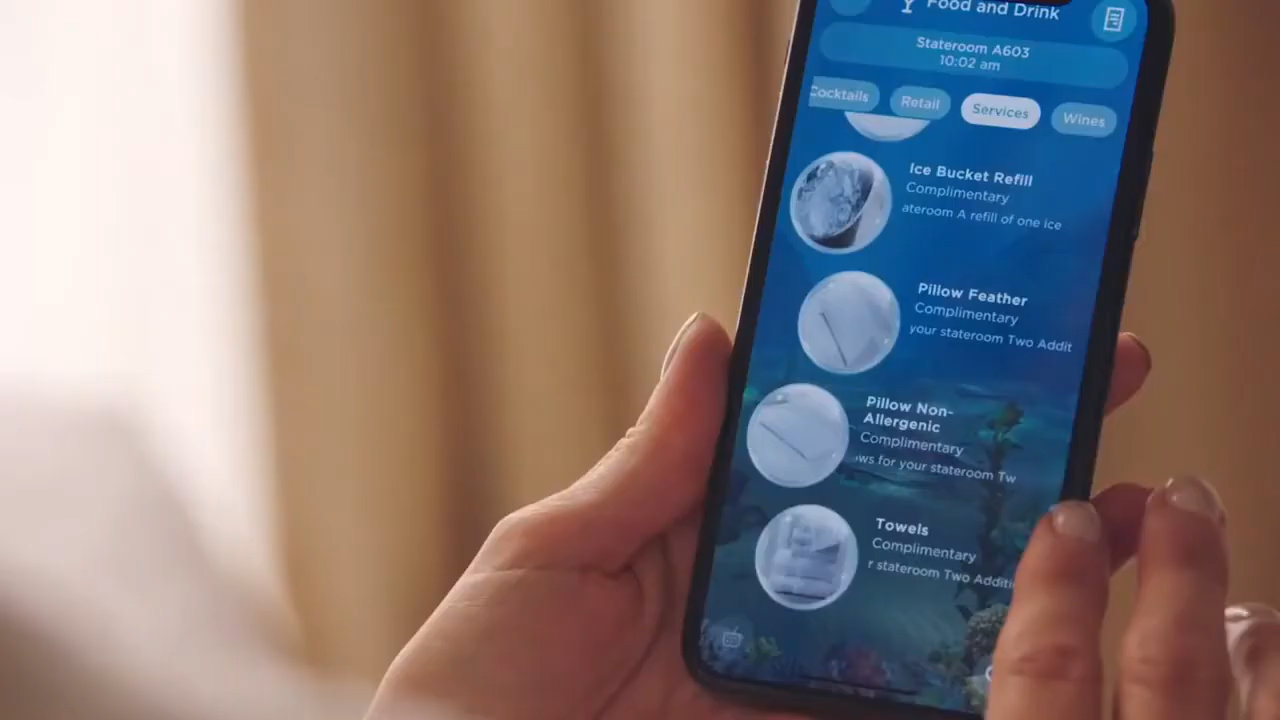 Food and Drink
Stateroom A603
10:02 am
Cocktails Retail Services Wines
Ice Bucket Refill
Complimentary
ateroom A refill of one ice
Pillow Feather
Complimentary
your stateroom Two Addit
Pillow Non-
Allergenic
Complimentary
ws for your stateroom Tw
Towels
Complimentary
r stateroom Two Additi